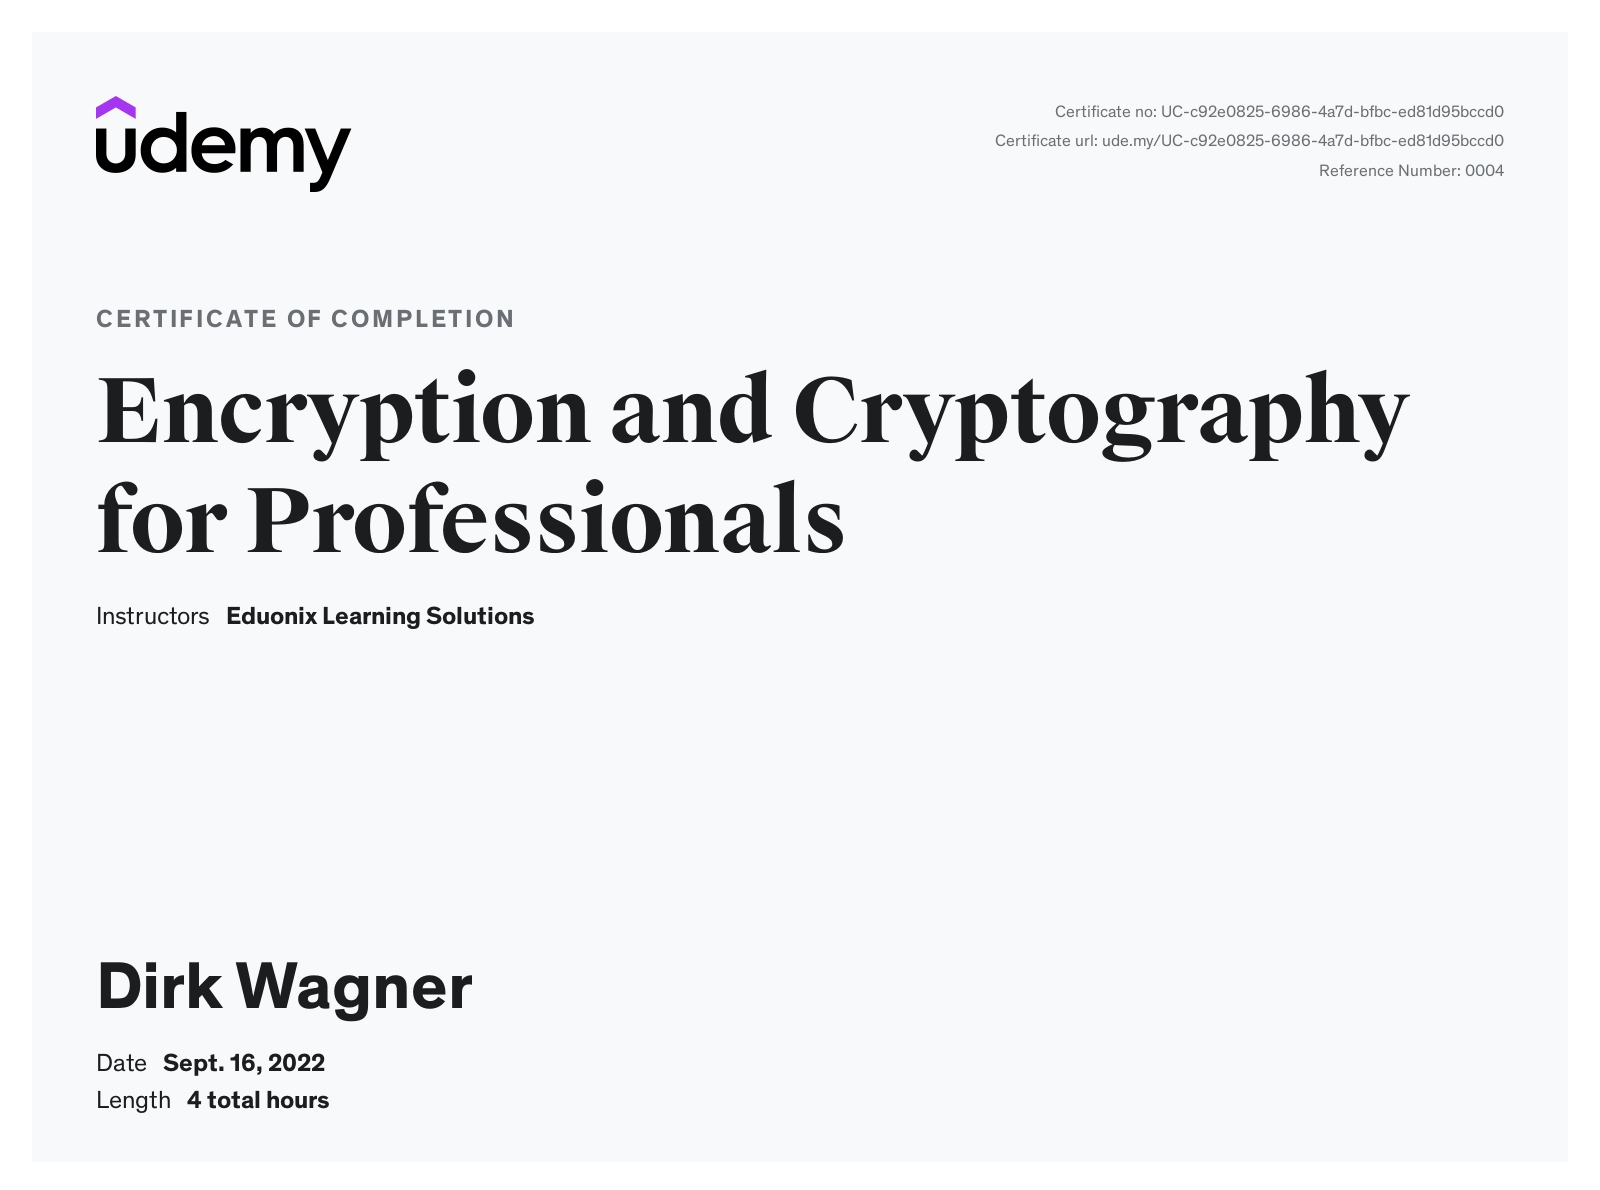 udemy
Certificate no: UC-c92e0825-6986-4a7d-bfbc-ed81d95bccd0
Certificate url: ude.my/UC-c92e0825-6986-4a7d-bfbc-ed81d95bccd0
Reference Number: 0004
CERTIFICATE OF COMPLETION
Encryption and Cryptography
for Professionals
Instructors Eduonix Learning Solutions
Dirk Wagner
Date Sept. 16, 2022
Length 4 total hours